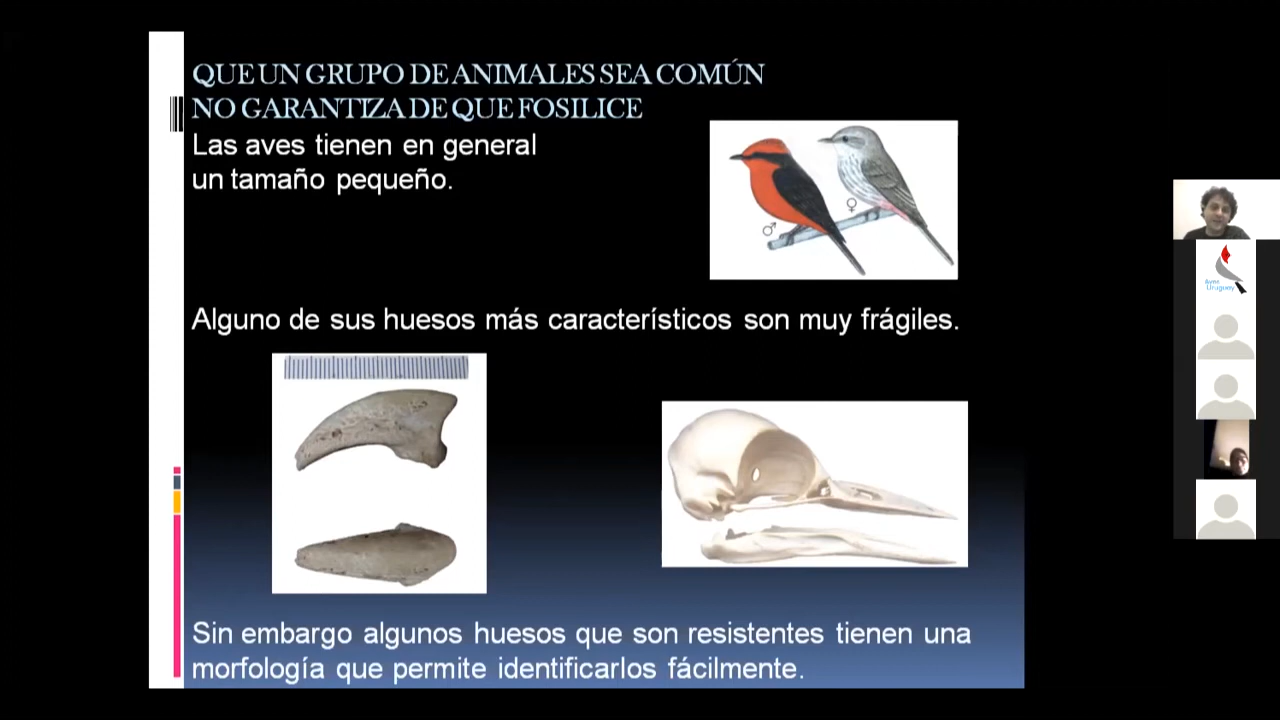 QUE UN GRUPO DE ANIMALES SEA COMÚN
NO GARANTIZA DE QUE FOSILICE
Las aves tienen en general
un tamaño pequeño.
♂
♀
Alguno de sus huesos más característicos son muy frágiles.
Sin embargo algunos huesos que son resistentes tienen una
morfología que permite identificarlos fácilmente.
Aves
Uruguay